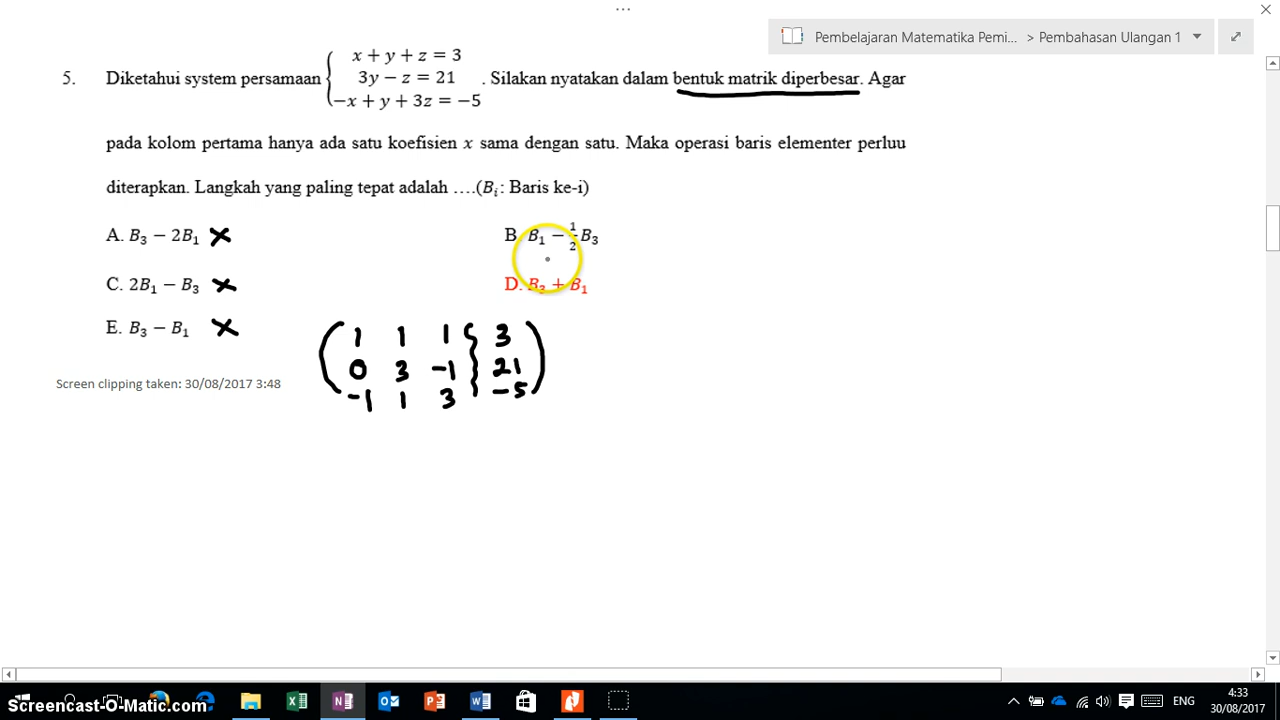 ...
Pembelajaran Matematika Pemi... > Pembahasan Ulangan 1
5. Diketahui system persamaan { x + y + z = 3
3y − z = 21
−x + y + 3z = −5 . Silakan nyatakan dalam bentuk matrik diperbesar. Agar
pada kolom pertama hanya ada satu koefisien x sama dengan satu. Maka operasi baris elementer perluu
diterapkan. Langkah yang paling tepat adalah ….(Bᵢ: Baris ke-i)
A. B₃ − 2B₁ ×
B B₁ − 1/2 B₃
C. 2B₁ − B₃ ×
D. B₃ + B₁
E. B₃ − B₁ ×
( 1 1 1 | 3 )
( 0 3 -1 | 21 )
( -1 1 3 | -5 )
Screen clipping taken: 30/08/2017 3:48
Screencast-O-Matic.com
ENG
4:33
30/08/2017